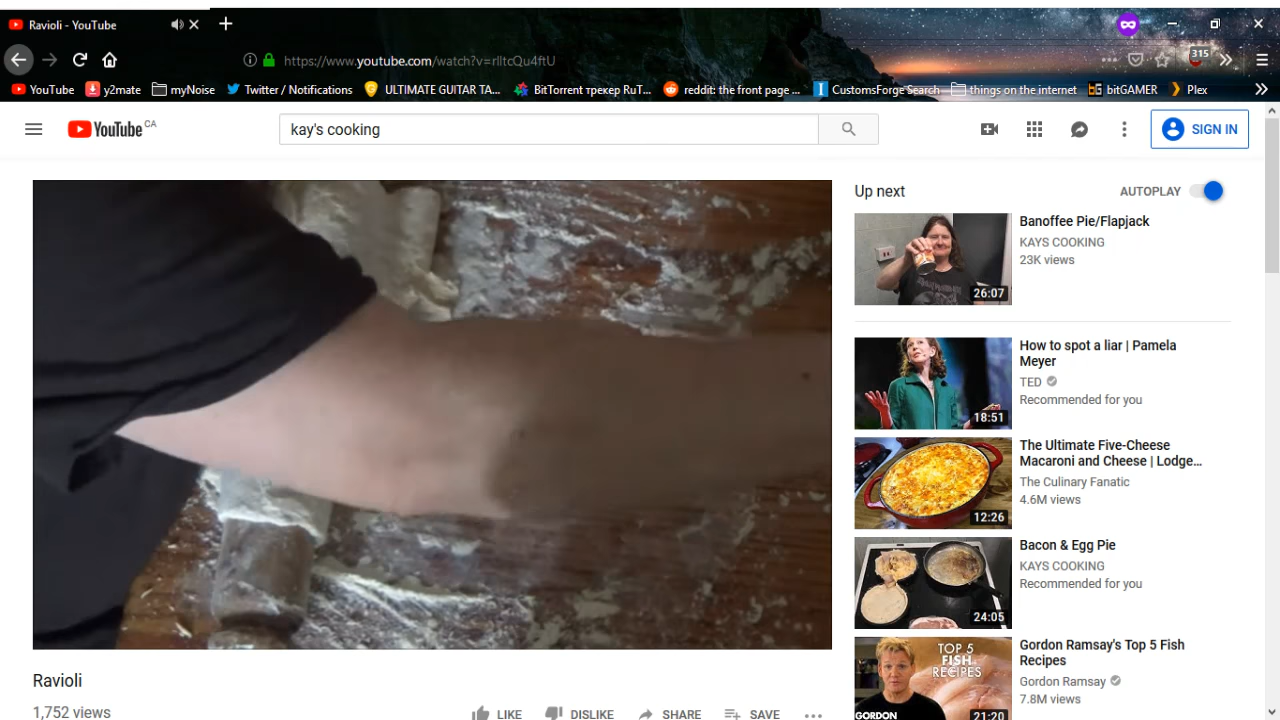 Ravioli - YouTube
https://www.youtube.com/watch?v=rlltcQu4ftU
315
YouTube
y2mate
myNoise
Twitter / Notifications
ULTIMATE GUITAR TA...
BitTorrent трекер RuT...
reddit: the front page ...
CustomsForge Search
things on the internet
bitGAMER
Plex
YouTube CA
kay's cooking
SIGN IN
Up next
AUTOPLAY
Banoffee Pie/Flapjack
KAYS COOKING
23K views
26:07
How to spot a liar | Pamela
Meyer
TED
Recommended for you
18:51
The Ultimate Five-Cheese
Macaroni and Cheese | Lodge...
The Culinary Fanatic
4.6M views
12:26
Bacon & Egg Pie
KAYS COOKING
Recommended for you
24:05
Gordon Ramsay's Top 5 Fish
Recipes
Gordon Ramsay
7.8M views
TOP 5
FISH
RECIPES
GORDON
21:20
Ravioli
1,752 views
LIKE
DISLIKE
SHARE
SAVE